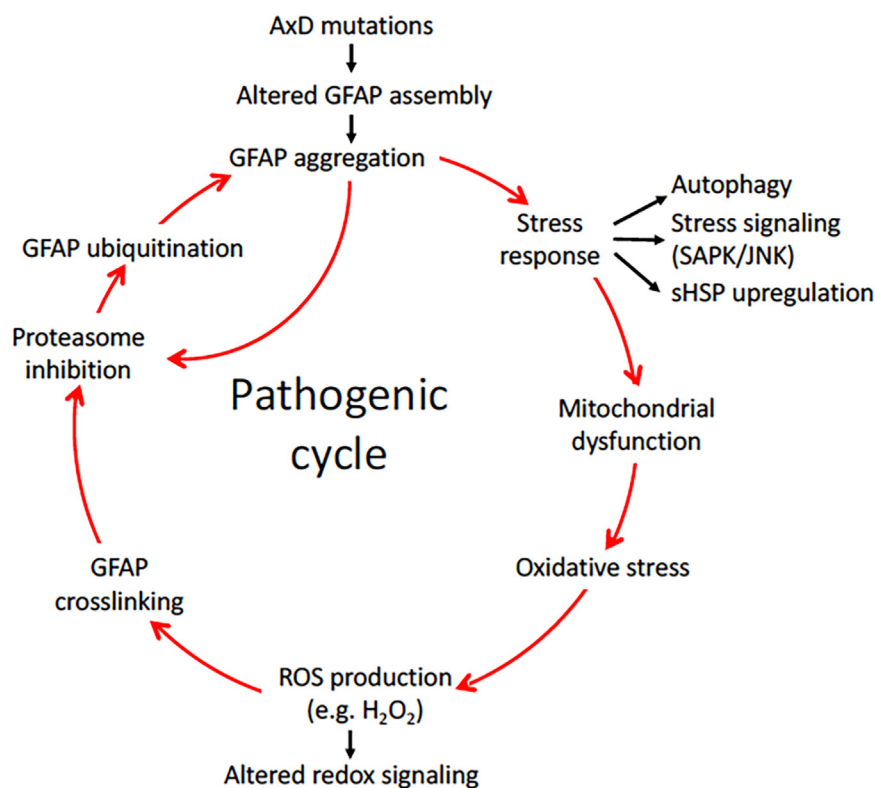 AxD mutations
Altered GFAP assembly
GFAP aggregation
Stress
response
Autophagy
Stress signaling
(SAPK/JNK)
sHSP upregulation
GFAP ubiquitination
Proteasome
inhibition
Pathogenic
cycle
Mitochondrial
dysfunction
Oxidative stress
GFAP
crosslinking
ROS production
(e.g. H₂O₂)
Altered redox signaling